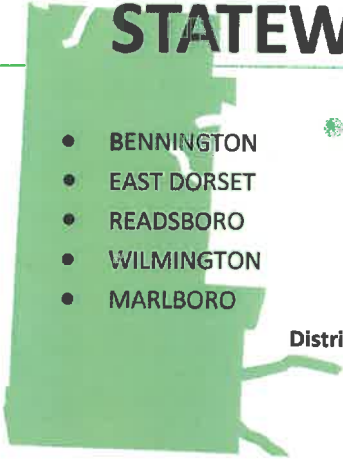 STATEW
• BENNINGTON
• EAST DORSET
• READSBORO
• WILMINGTON
• MARLBORO
Distri